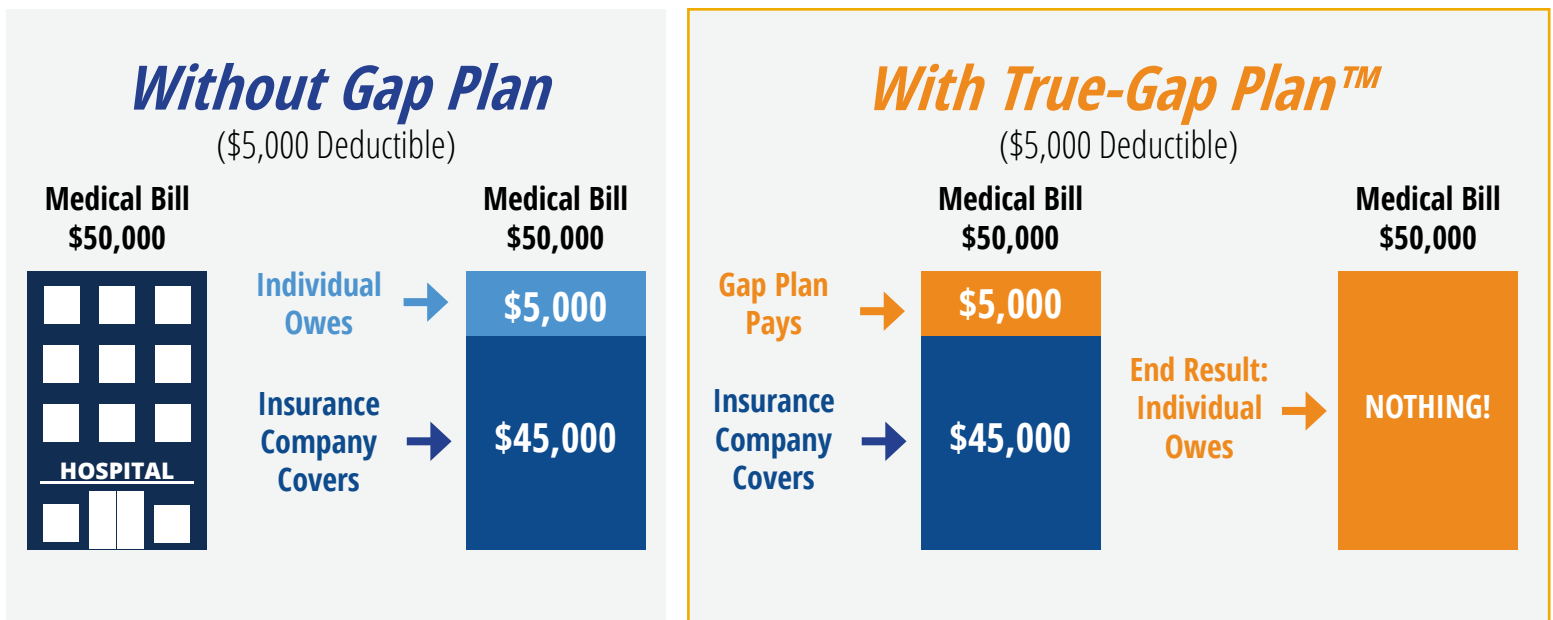 Without Gap Plan
($5,000 Deductible)
Medical Bill
$50,000
HOSPITAL
Individual
Owes
Insurance
Company
Covers
Medical Bill
$50,000
$5,000
$45,000
With True-Gap Plan™
($5,000 Deductible)
Gap Plan
Pays
Insurance
Company
Covers
Medical Bill
$50,000
$5,000
$45,000
End Result:
Individual
Owes
Medical Bill
$50,000
NOTHING!